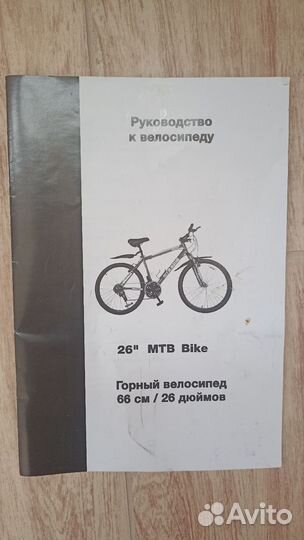 Руководство
к велосипеду
26" MTB Bike
Горный велосипед
66 см / 26 дюймов
Avito